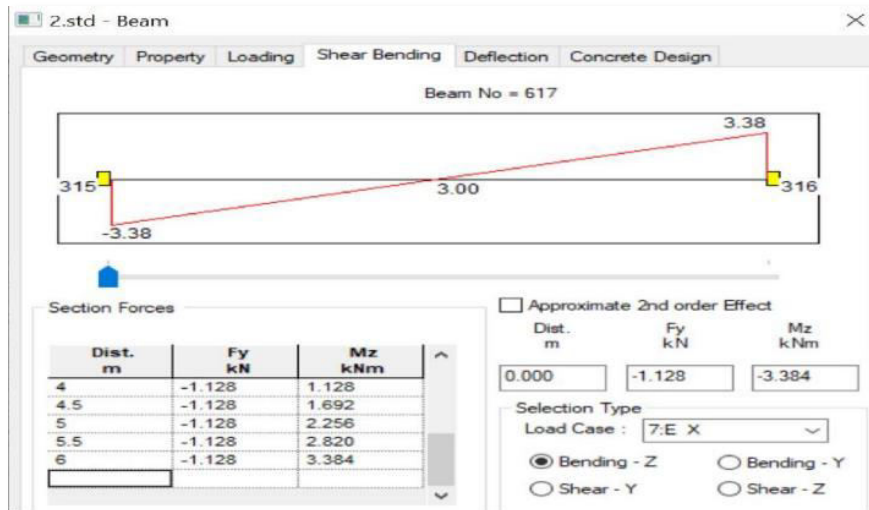 2.std - Beam
Geometry Property Loading Shear Bending Deflection Concrete Design
Beam No = 617
3.38
315 3.00 316
-3.38
Section Forces
Approximate 2nd order Effect
Dist. m Fy kN Mz kNm
0.000 -1.128 -3.384
Dist. m Fy kN Mz kNm
4 -1.128 1.128
4.5 -1.128 1.692
5 -1.128 2.256
5.5 -1.128 2.820
6 -1.128 3.384
Selection Type
Load Case : 7:E X
Bending - Z Bending - Y
Shear - Y Shear - Z